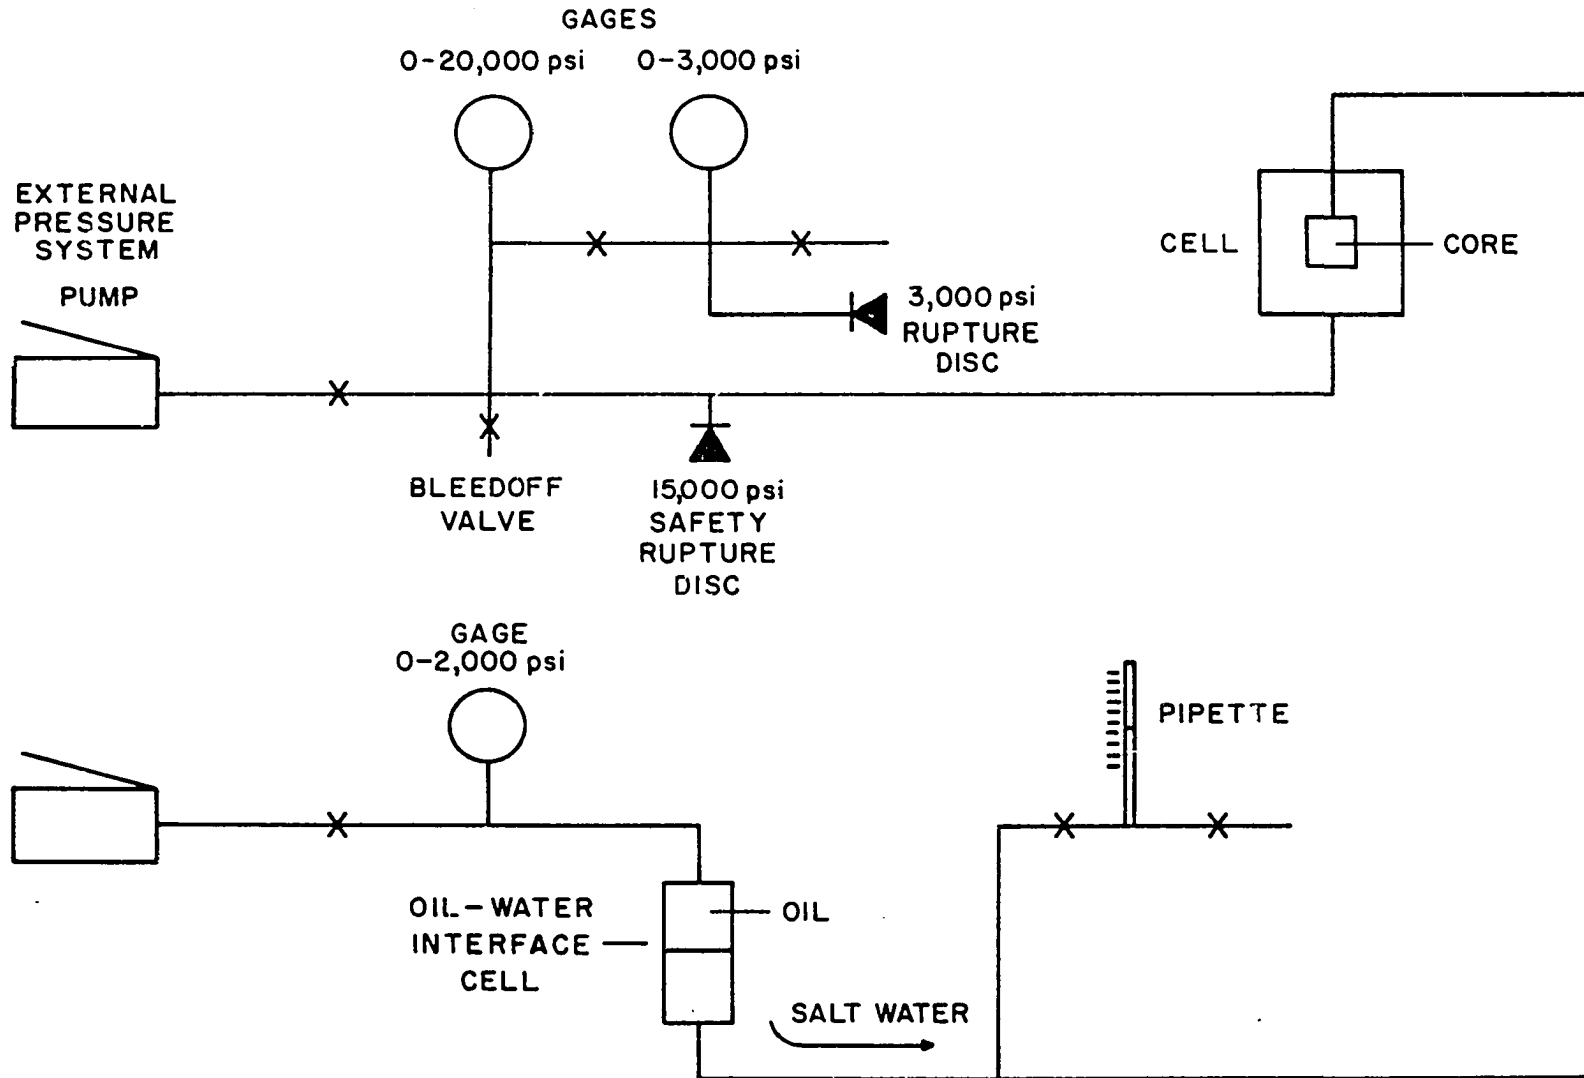 GAGES
0-20,000 psi
0-3,000 psi
EXTERNAL
PRESSURE
SYSTEM
PUMP
CELL
CORE
3,000 psi
RUPTURE
DISC
BLEEDOFF
VALVE
15,000 psi
SAFETY
RUPTURE
DISC
GAGE
0-2,000 psi
PIPETTE
OIL-WATER
INTERFACE
CELL
OIL
SALT WATER